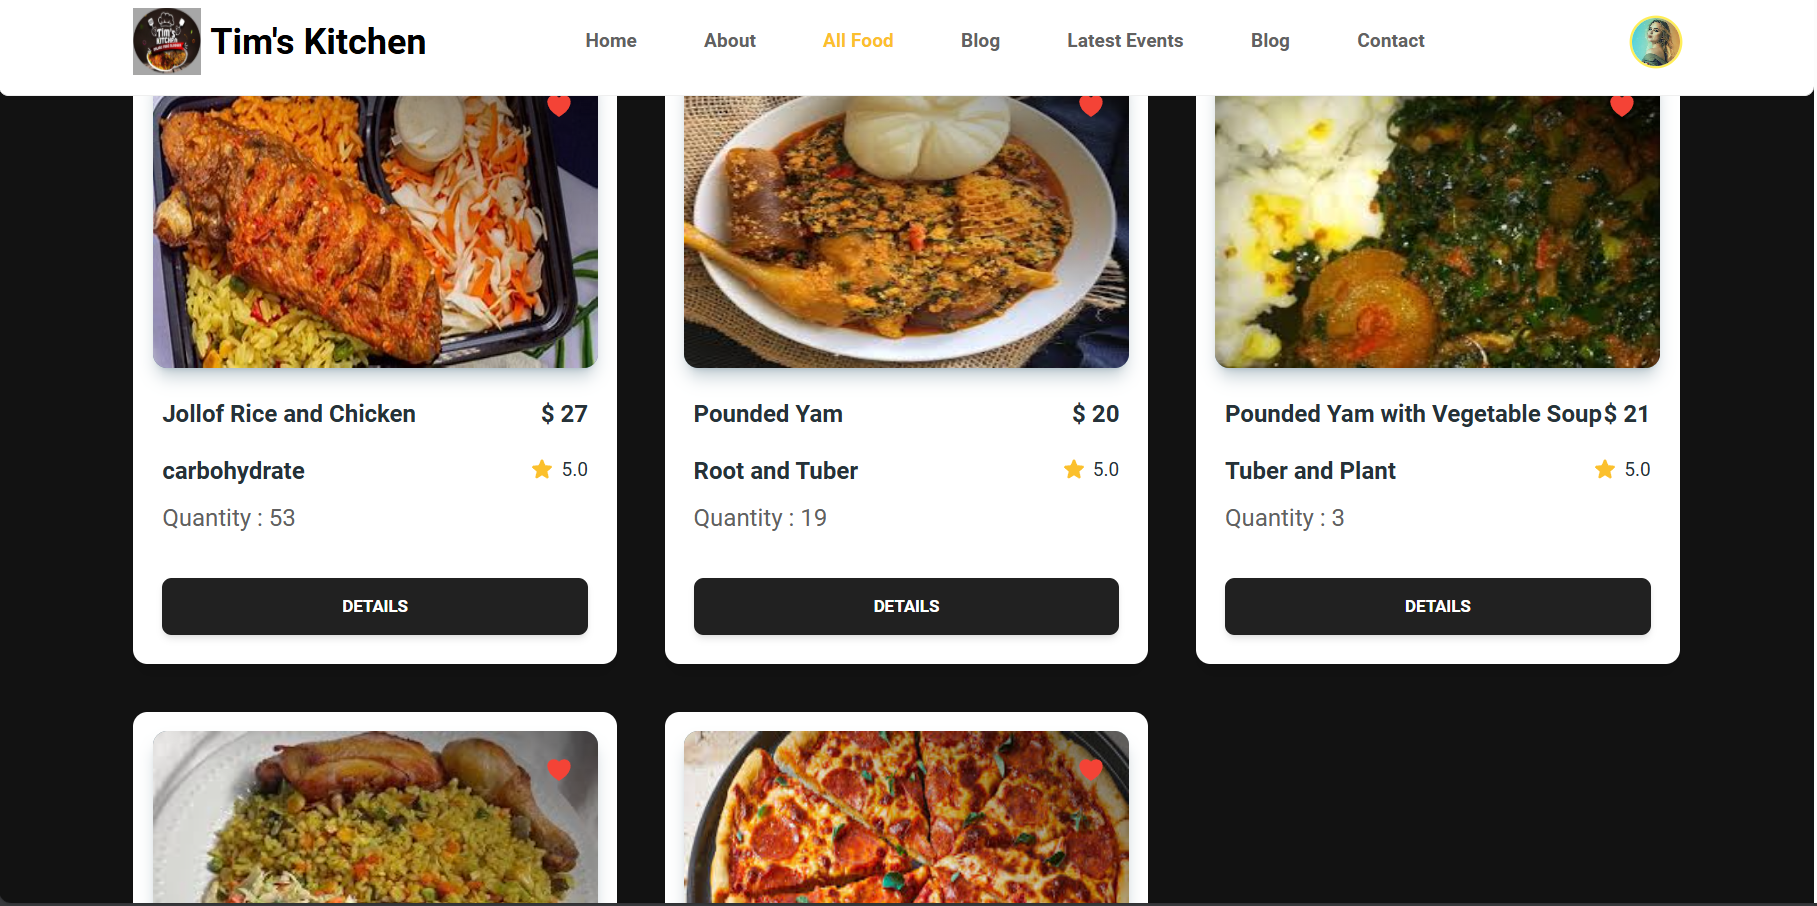 Tim's KITCHEN
Tim's Kitchen
Home
About
All Food
Blog
Latest Events
Blog
Contact
Jollof Rice and Chicken
$ 27
carbohydrate
5.0
Quantity : 53
DETAILS
Pounded Yam
$ 20
Root and Tuber
5.0
Quantity : 19
DETAILS
Pounded Yam with Vegetable Soup
$ 21
Tuber and Plant
5.0
Quantity : 3
DETAILS